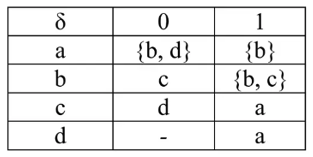 δ 0 1
a {b, d} {b}
b c {b, c}
c d a
d - a